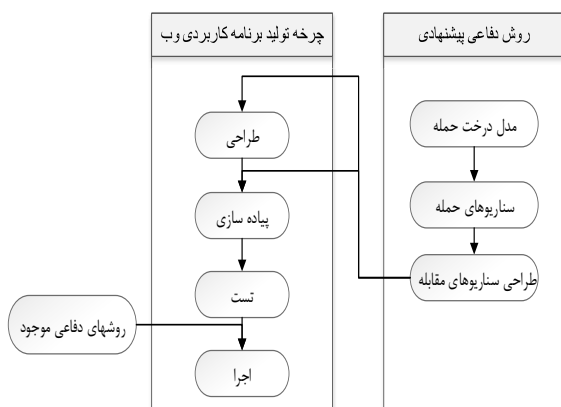 روش دفاعی پیشنهادی
مدل درخت حمله
سناریوهای حمله
طراحی سناریوهای مقابله
چرخه تولید برنامه کاربردی وب
طراحی
پیاده سازی
تست
اجرا
روشهای دفاعی موجود